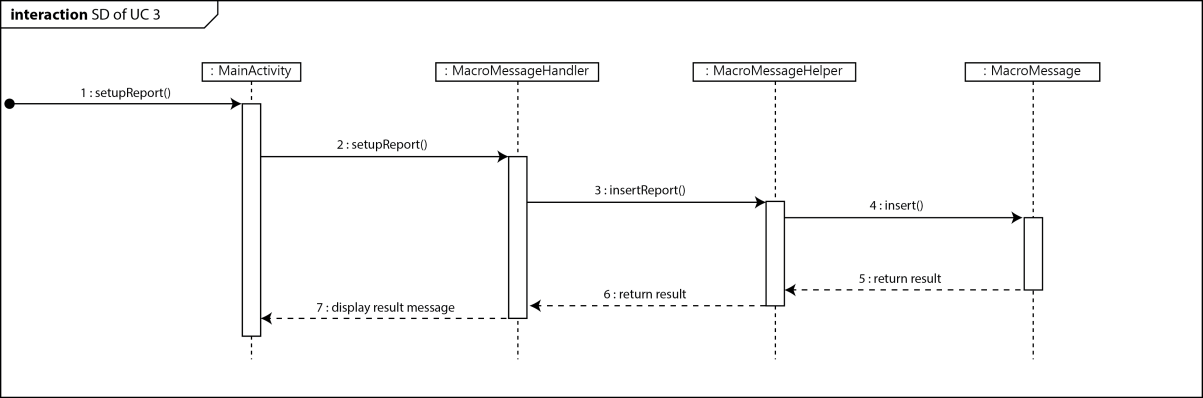 interaction SD of UC 3
: MainActivity
: MacroMessageHandler
: MacroMessageHelper
: MacroMessage
1 : setupReport()
2 : setupReport()
3 : insertReport()
4 : insert()
5 : return result
6 : return result
7 : display result message